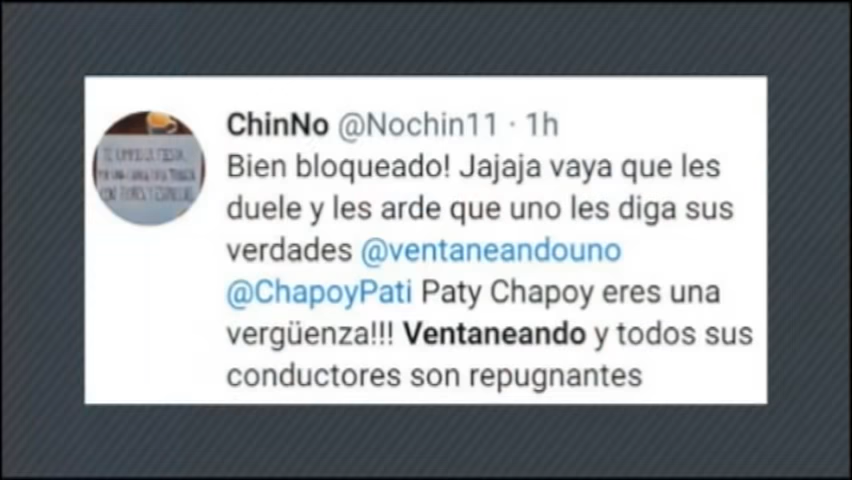 ChinNo @Nochin11 · 1h
Bien bloqueado! Jajaja vaya que les
duele y les arde que uno les diga sus
verdades @ventaneandouno
@ChapoyPati Paty Chapoy eres una
vergüenza!!! Ventaneando y todos sus
conductores son repugnantes